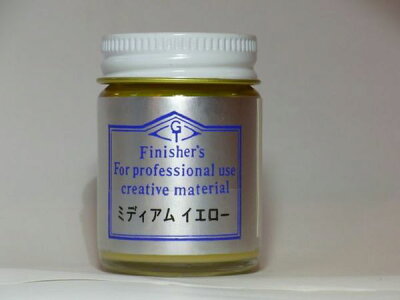 G
Finisher's
For professional use
creative material
ミディアム イエロー